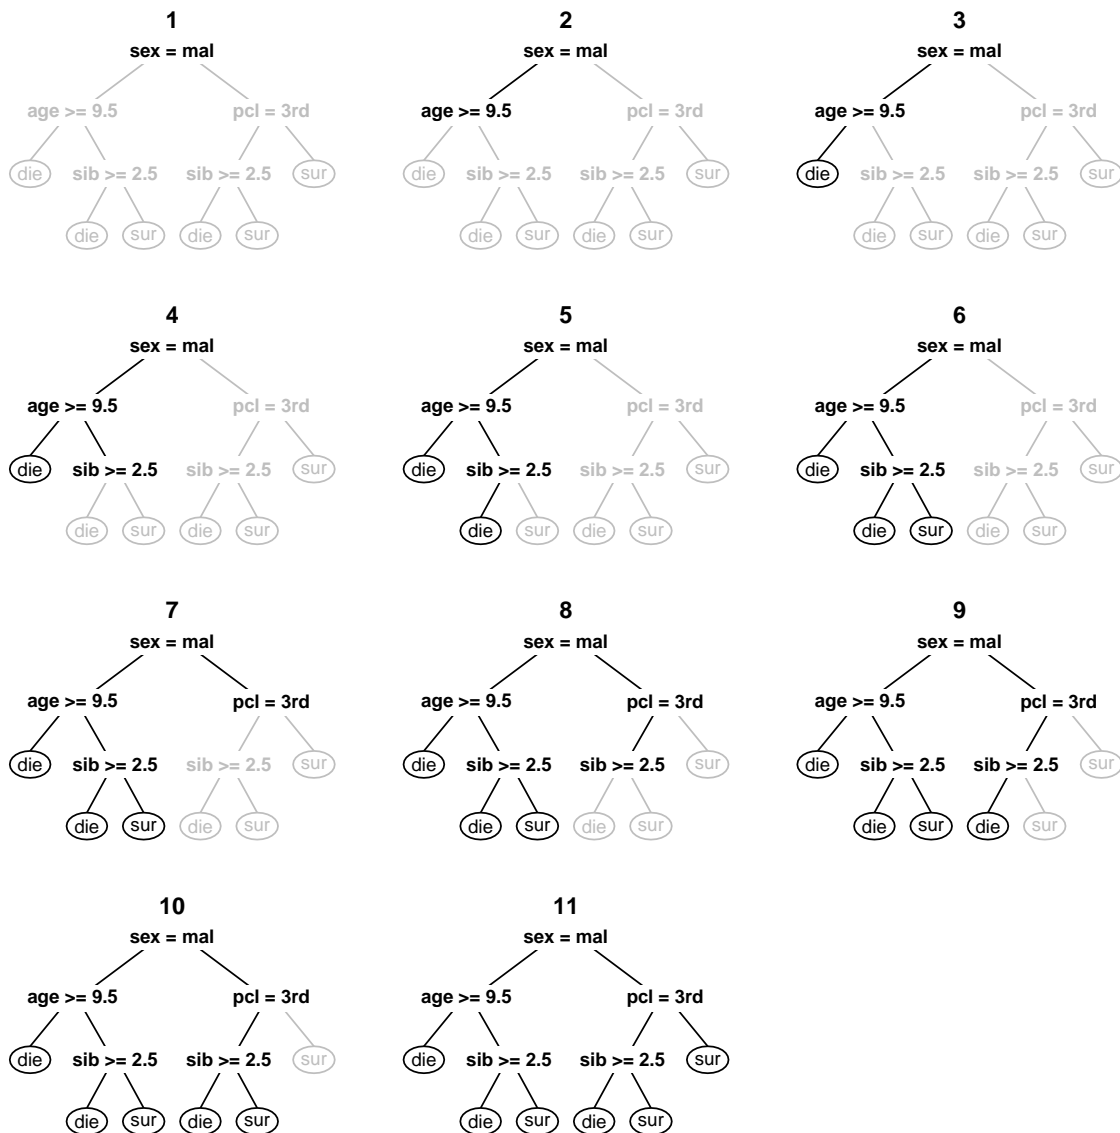 1 2 3
sex = mal sex = mal sex = mal
age >= 9.5 pcl = 3rd age >= 9.5 pcl = 3rd age >= 9.5 pcl = 3rd
die sib >= 2.5 sib >= 2.5 sur die sib >= 2.5 sib >= 2.5 sur die sib >= 2.5 sib >= 2.5 sur
die sur die sur die sur die sur die sur die sur
4 5 6
sex = mal sex = mal sex = mal
age >= 9.5 pcl = 3rd age >= 9.5 pcl = 3rd age >= 9.5 pcl = 3rd
die sib >= 2.5 sib >= 2.5 sur die sib >= 2.5 sib >= 2.5 sur die sib >= 2.5 sib >= 2.5 sur
die sur die sur die sur die sur die sur die sur
7 8 9
sex = mal sex = mal sex = mal
age >= 9.5 pcl = 3rd age >= 9.5 pcl = 3rd age >= 9.5 pcl = 3rd
die sib >= 2.5 sib >= 2.5 sur die sib >= 2.5 sib >= 2.5 sur die sib >= 2.5 sib >= 2.5 sur
die sur die sur die sur die sur die sur die sur
10 11
sex = mal sex = mal
age >= 9.5 pcl = 3rd age >= 9.5 pcl = 3rd
die sib >= 2.5 sib >= 2.5 sur die sib >= 2.5 sib >= 2.5 sur
die sur die sur die sur die sur